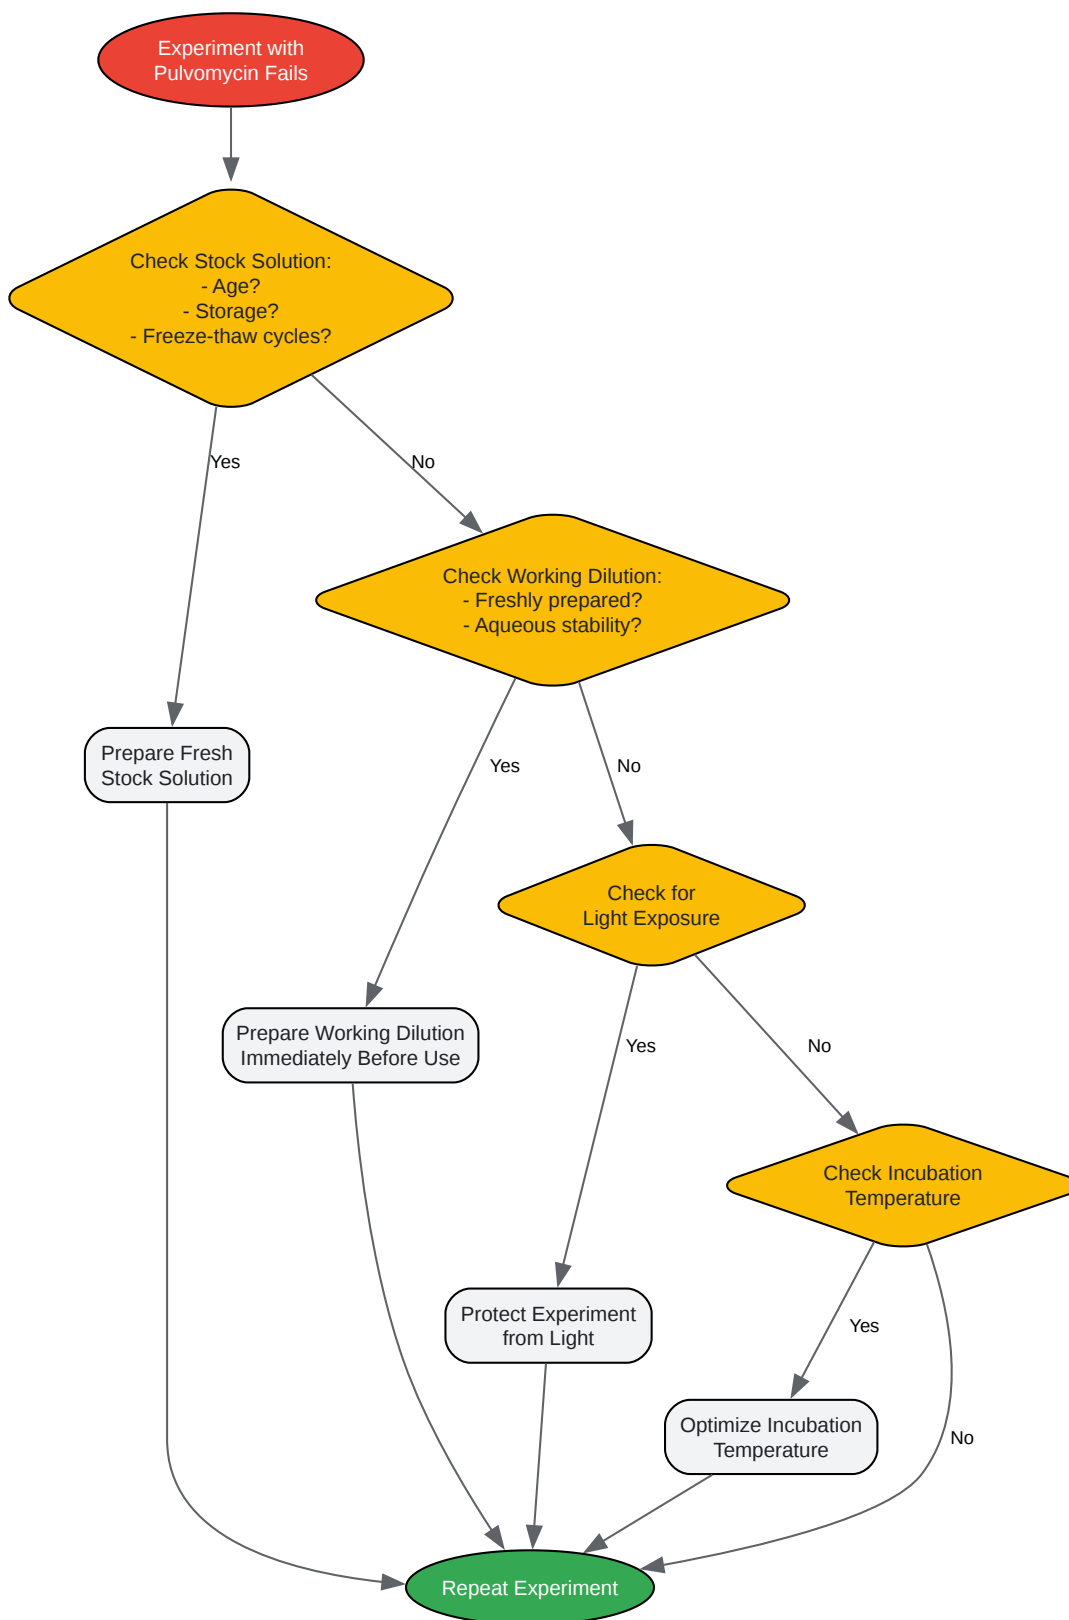 Experiment with
Pulvomycin Fails
Check Stock Solution:
- Age?
- Storage?
- Freeze-thaw cycles?
Yes
No
Check Working Dilution:
- Freshly prepared?
- Aqueous stability?
Prepare Fresh
Stock Solution
Yes
No
Check for
Light Exposure
Prepare Working Dilution
Immediately Before Use
Yes
No
Check Incubation
Temperature
Protect Experiment
from Light
Yes
Optimize Incubation
Temperature
No
Repeat Experiment